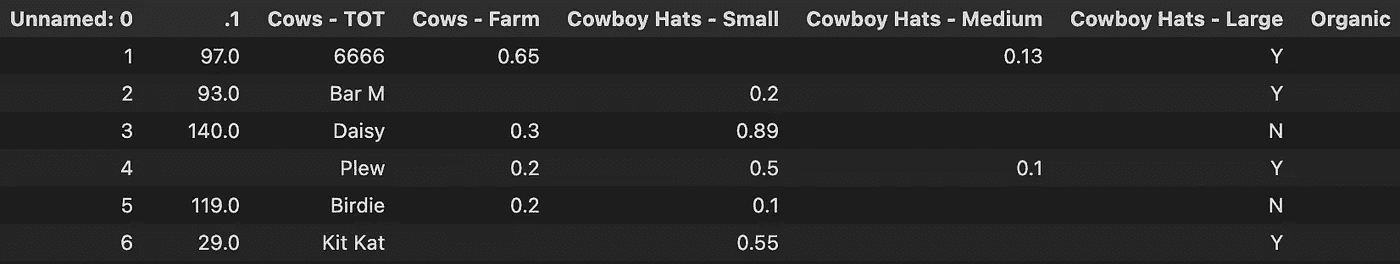 Unnamed: 0 .1 Cows - TOT Cows - Farm Cowboy Hats - Small Cowboy Hats - Medium Cowboy Hats - Large Organic
1 97.0 6666 0.65 0.13 Y
2 93.0 Bar M 0.2 Y
3 140.0 Daisy 0.3 0.89 N
4 Plew 0.2 0.5 0.1 Y
5 119.0 Birdie 0.2 0.1 N
6 29.0 Kit Kat 0.55 Y